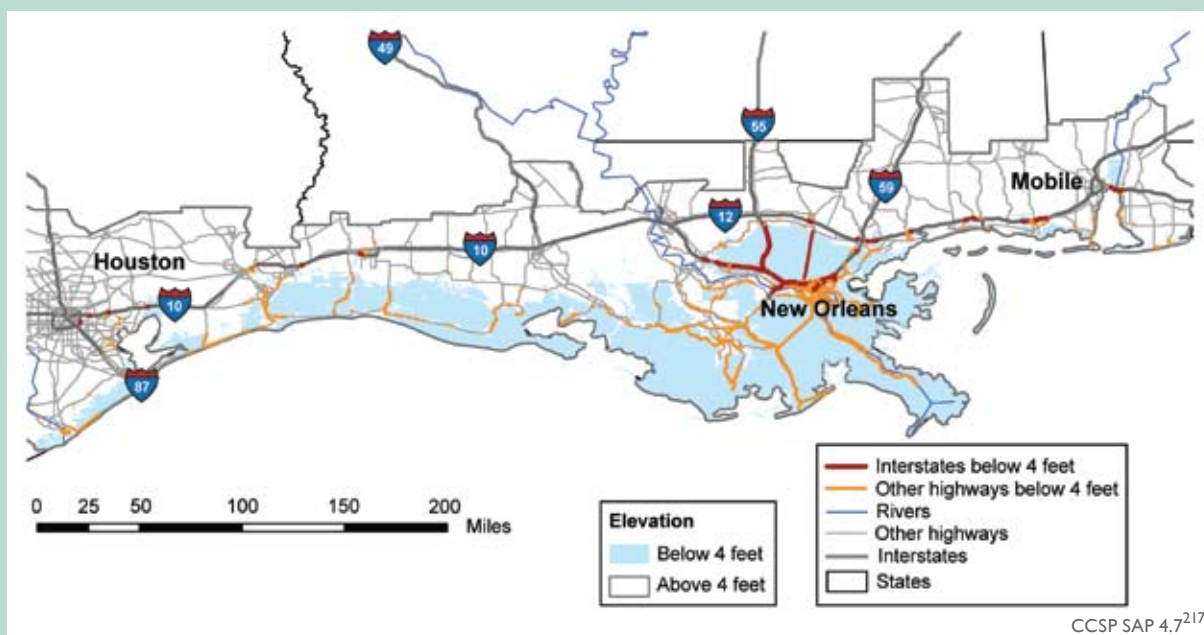 49
55
59
Mobile
12
10
Houston
10
New Orleans
87
0 25 50 100 150 200
Miles
Elevation
Below 4 feet
Above 4 feet
Interstates below 4 feet
Other highways below 4 feet
Rivers
Other highways
Interstates
States
CCSP SAP 4.7217